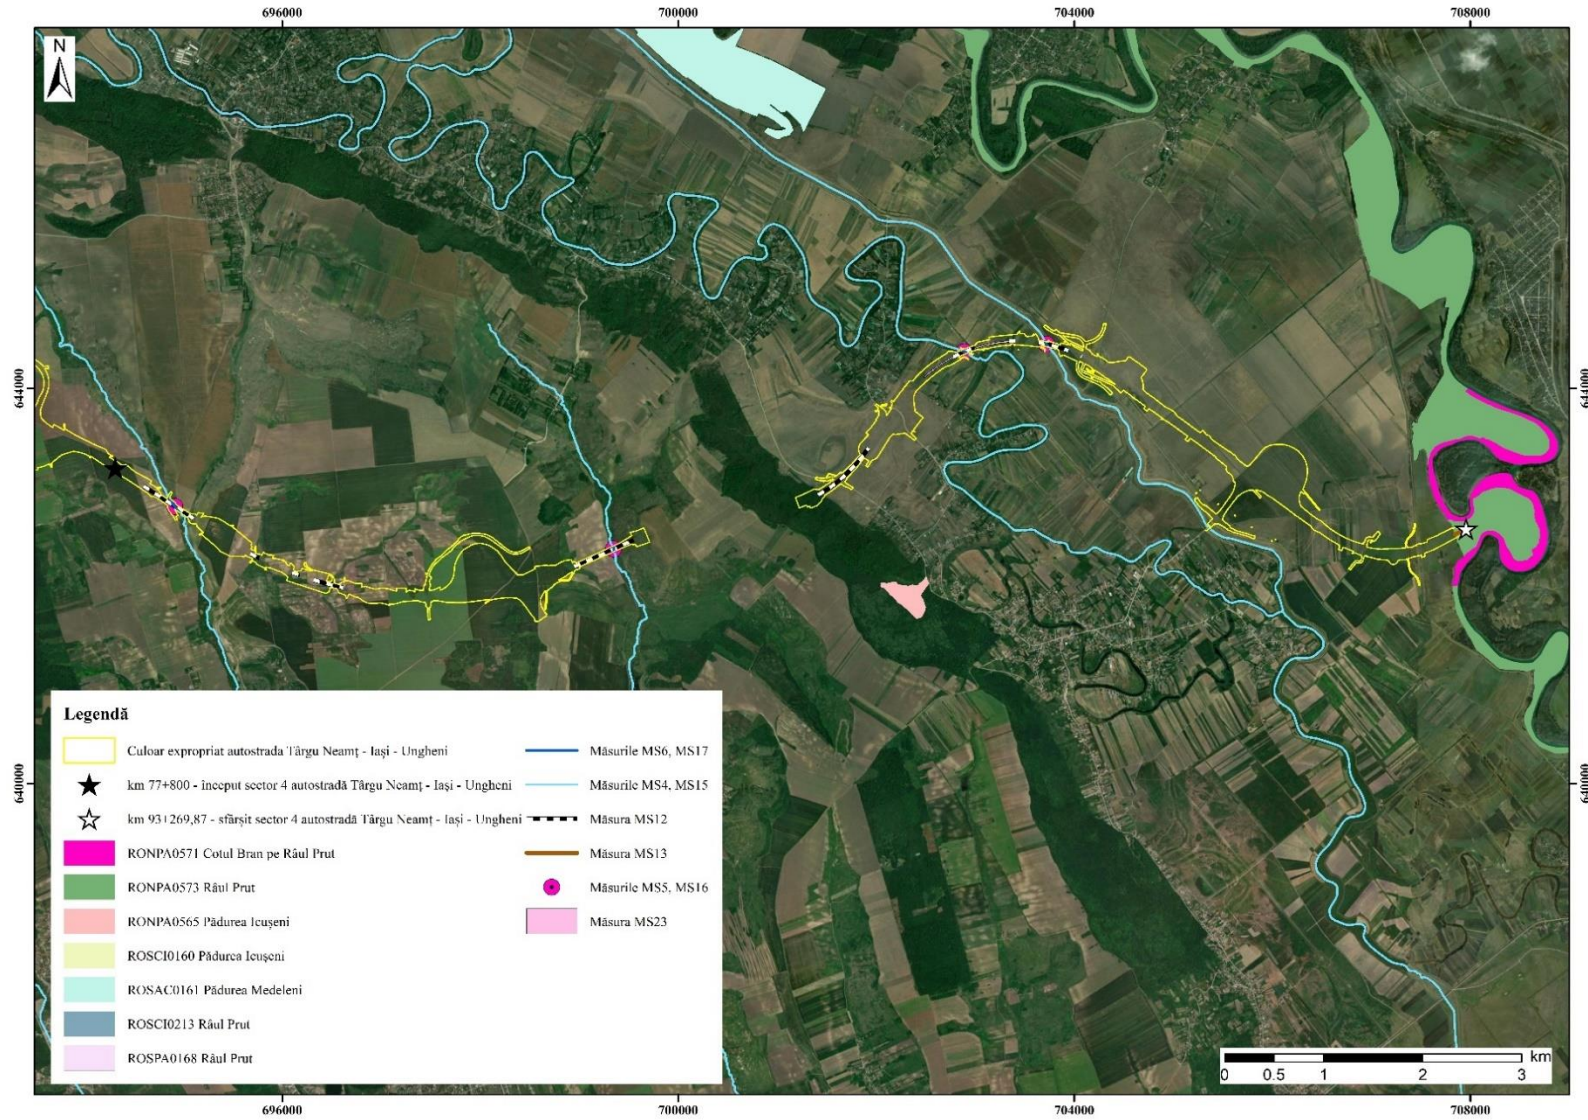 696000 700000 704000 708000
N
644000 644000
640000 640000
Legendă
Culoar expropriat autostrada Târgu Neamț - Iași - Ungheni
km 77+800 - început sector 4 autostradă Târgu Neamț - Iași - Ungheni
km 93+269,87 - sfârșit sector 4 autostradă Târgu Neamț - Iași - Ungheni
RONPA0571 Cotul Bran pe Râul Prut
RONPA0573 Râul Prut
RONPA0565 Pădurea Icușeni
ROSCI0160 Pădurea Icușeni
ROSAC0161 Pădurea Medeleni
ROSCI0213 Râul Prut
ROSPA0168 Râul Prut
Măsurile MS6, MS17
Măsurile MS4, MS15
Măsura MS12
Măsura MS13
Măsurile MS5, MS16
Măsura MS23
km
0 0.5 1 2 3
696000 700000 704000 708000